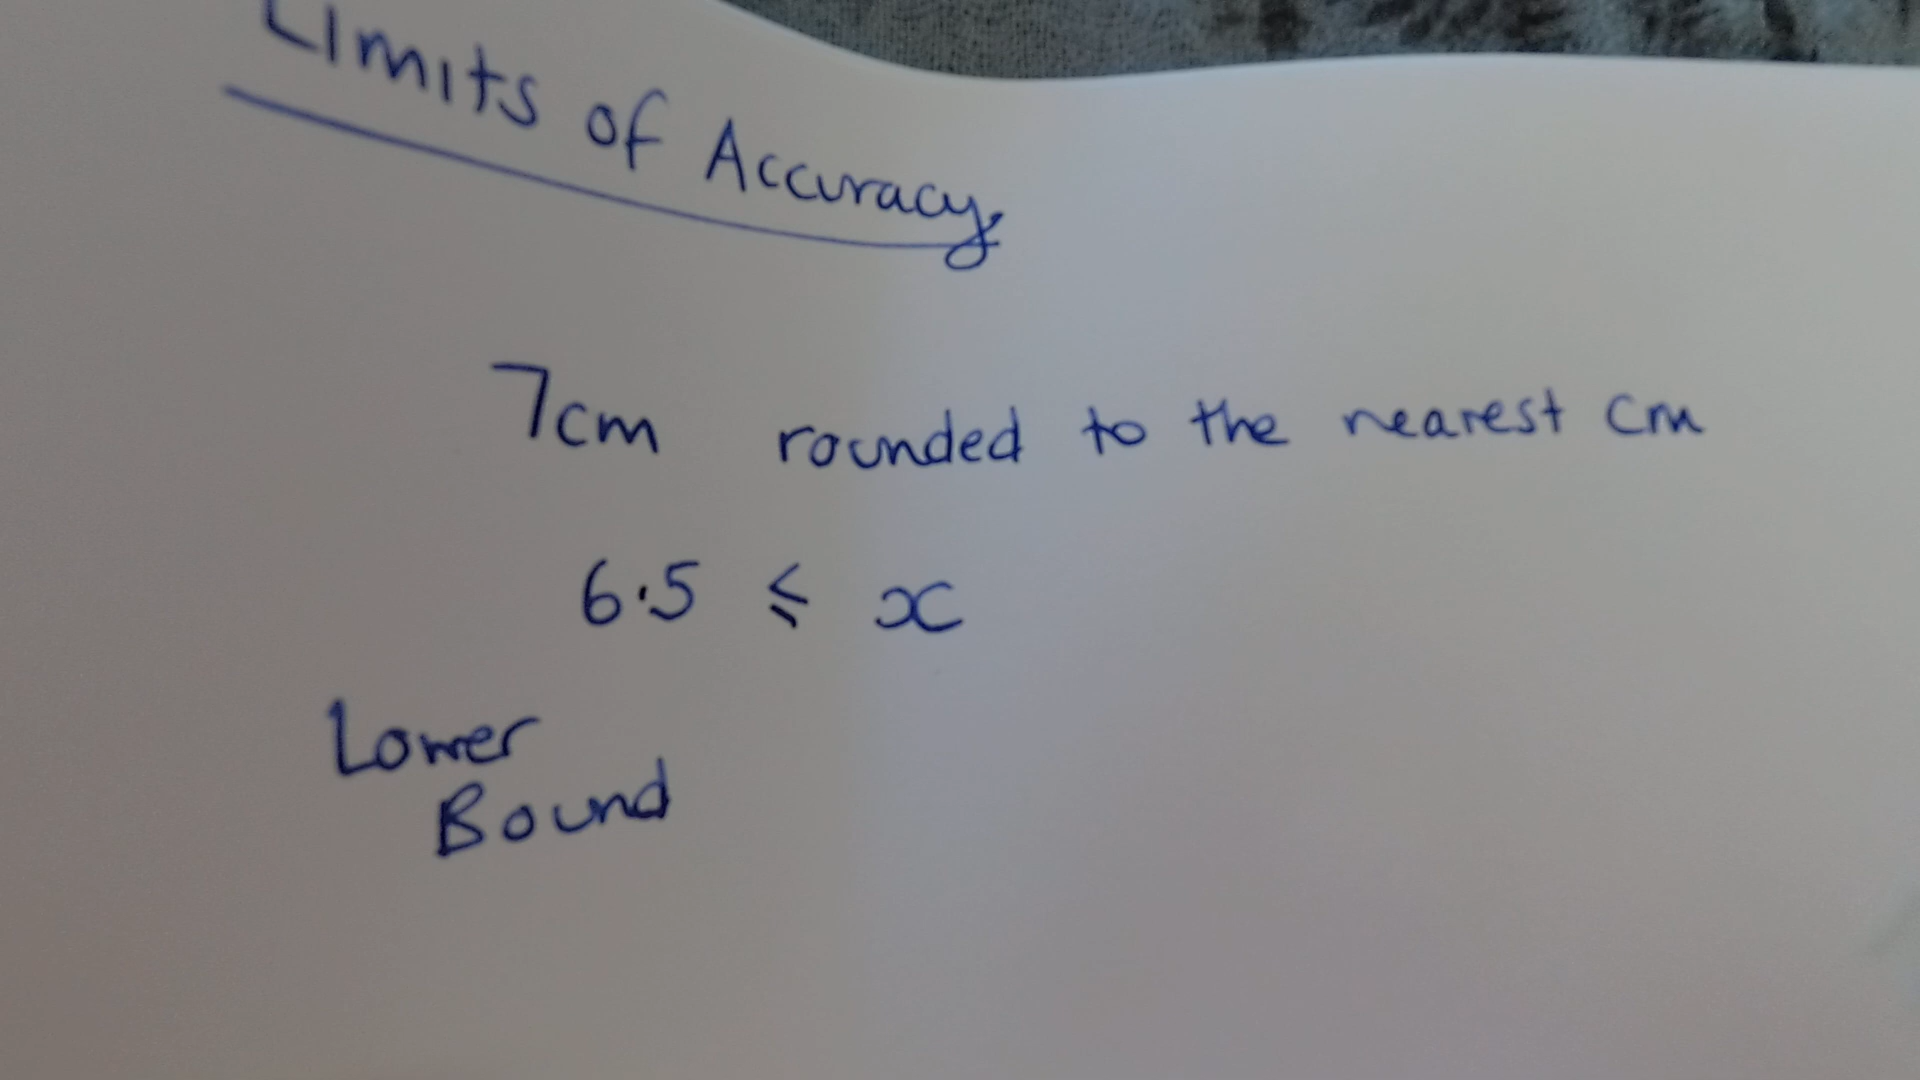 Limits of Accuracy
7cm rounded to the nearest cm
6·5 ⩽ x
Lower
Bound